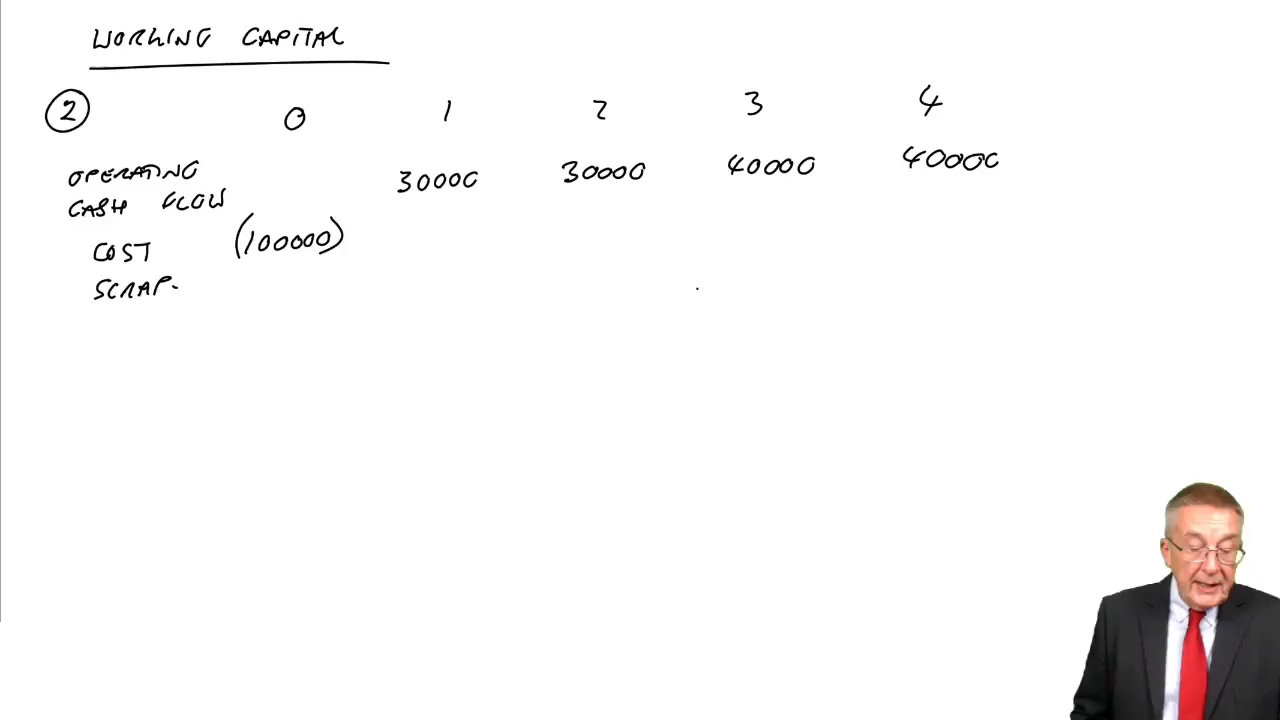 WORKING CAPITAL
② 0 1 2 3 4
OPERATING CASH FLOW 30000 30000 40000 40000
COST (100000)
SCRAP